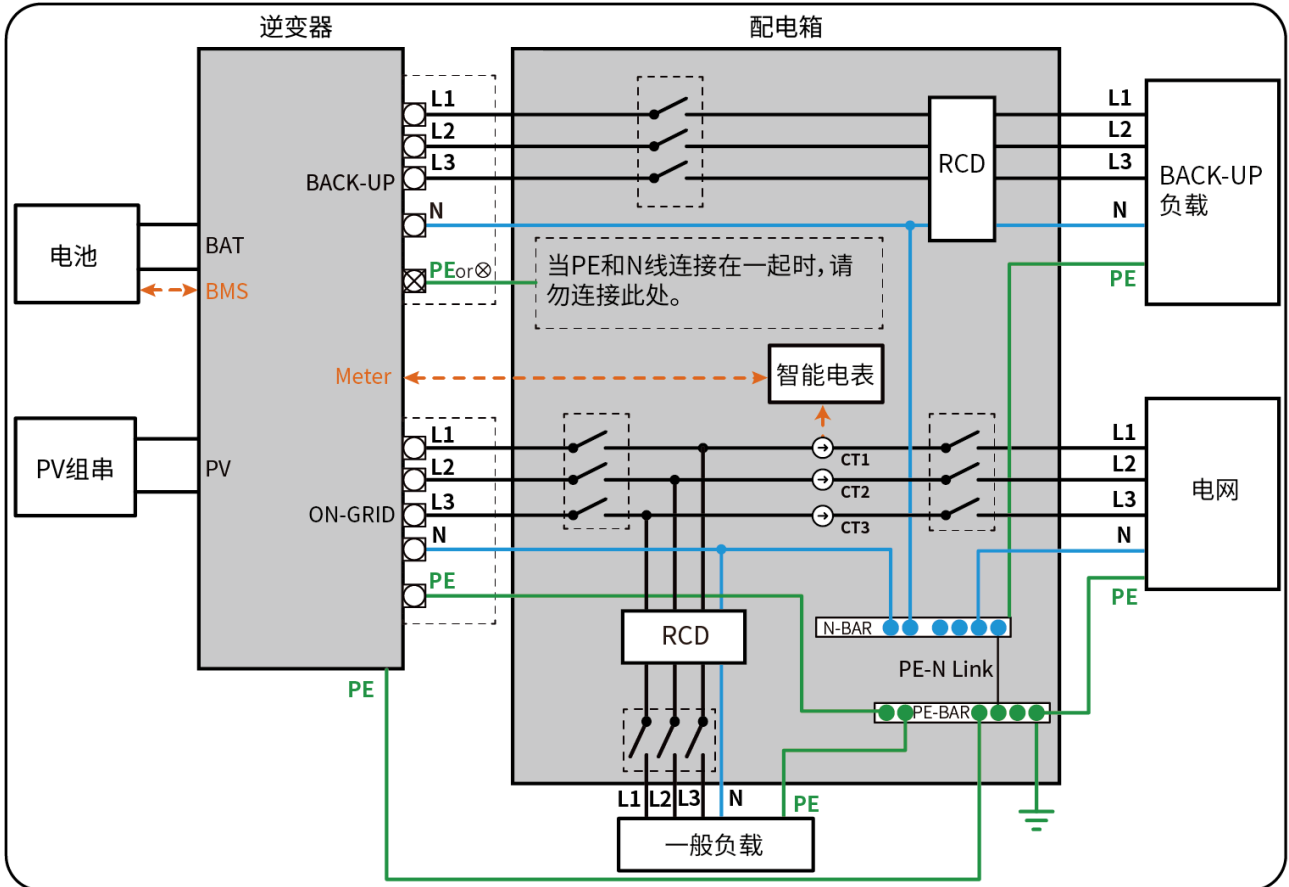 逆变器
配电箱
L1
L2
L3
BACK-UP
N
PEor⊗
RCD
L1
L2
L3
N
PE
BACK-UP
负载
电池
BAT
BMS
当PE和N线连接在一起时,请
勿连接此处。
Meter
智能电表
PV组串
PV
L1
L2
L3
ON-GRID
N
PE
CT1
CT2
CT3
L1
L2
L3
N
PE
电网
RCD
N-BAR
PE-N Link
PE-BAR
PE
L1
L2
L3
N
PE
一般负载